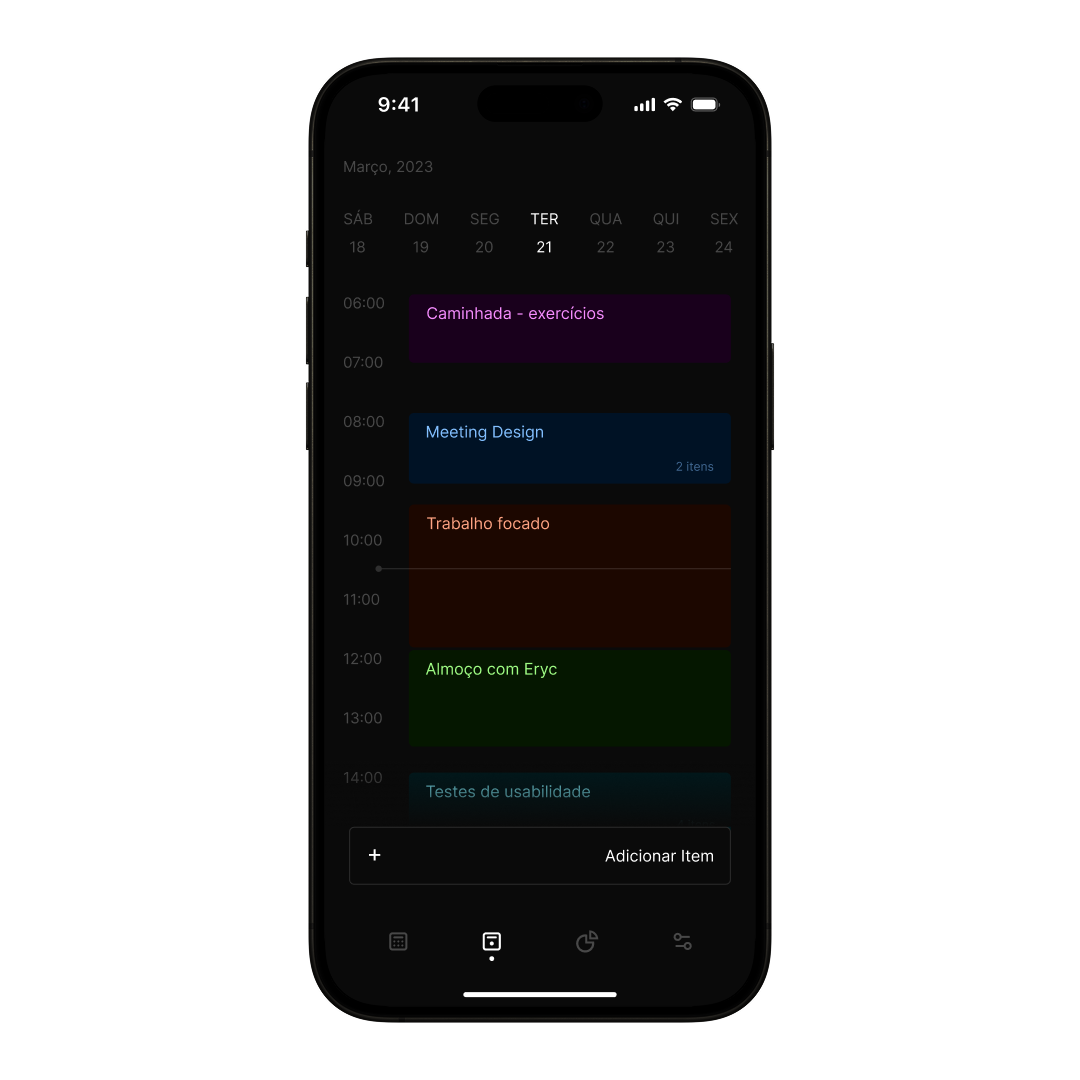 9:41
Março, 2023
SÁB DOM SEG TER QUA QUI SEX
18 19 20 21 22 23 24
06:00
Caminhada - exercícios
07:00
08:00
Meeting Design
2 itens
09:00
Trabalho focado
10:00
11:00
12:00
Almoço com Eryc
13:00
14:00
Testes de usabilidade
+ Adicionar Item